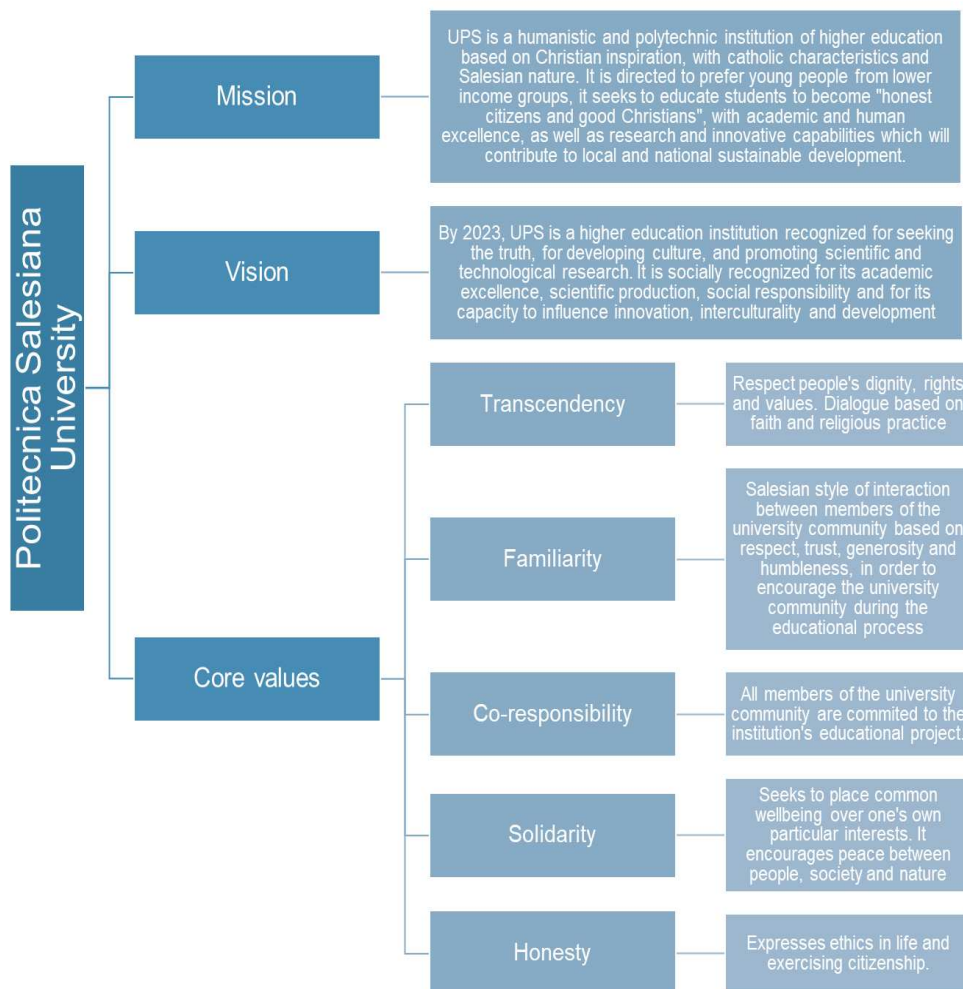 Politecnica Salesiana
University
Mission
UPS is a humanistic and polytechnic institution of higher education
based on Christian inspiration, with catholic characteristics and
Salesian nature. It is directed to prefer young people from lower
income groups, it seeks to educate students to become "honest
citizens and good Christians", with academic and human
excellence, as well as research and innovative capabilities which will
contribute to local and national sustainable development.
Vision
By 2023, UPS is a higher education institution recognized for seeking
the truth, for developing culture, and promoting scientific and
technological research. It is socially recognized for its academic
excellence, scientific production, social responsibility and for its
capacity to influence innovation, interculturality and development
Core values
Transcendency
Respect people's dignity, rights
and values. Dialogue based on
faith and religious practice
Familiarity
Salesian style of interaction
between members of the
university community based on
respect, trust, generosity and
humbleness, in order to
encourage the university
community during the
educational process
Co-responsibility
All members of the university
community are commited to the
institution's educational project.
Solidarity
Seeks to place common
wellbeing over one's own
particular interests. It
encourages peace between
people, society and nature
Honesty
Expresses ethics in life and
exercising citizenship.